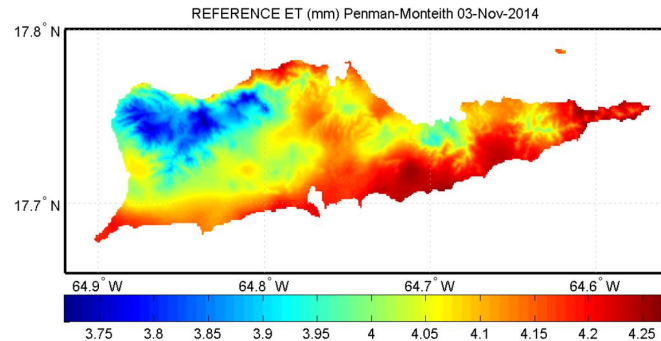 REFERENCE ET (mm) Penman-Monteith 03-Nov-2014
17.8° N
17.7° N
64.9° W 64.8° W 64.7° W 64.6° W
3.75 3.8 3.85 3.9 3.95 4 4.05 4.1 4.15 4.2 4.25